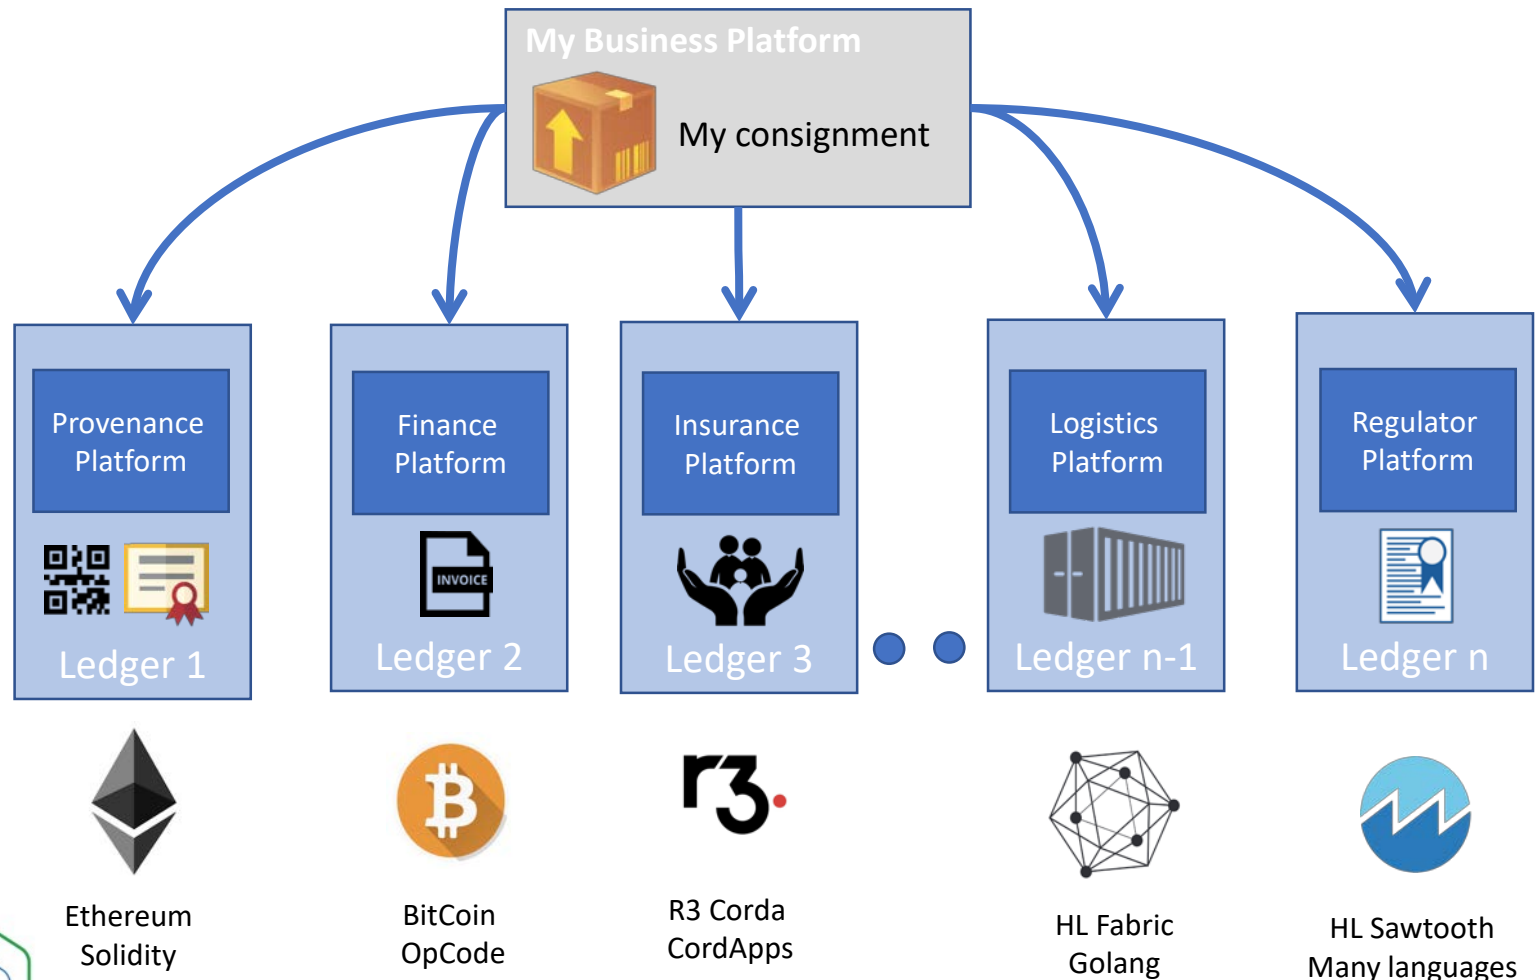 My Business Platform
My consignment
Provenance
Platform
Ledger 1
Finance
Platform
INVOICE
Ledger 2
Insurance
Platform
Ledger 3
Logistics
Platform
Ledger n-1
Regulator
Platform
Ledger n
r3.
Ethereum
Solidity
BitCoin
OpCode
R3 Corda
CordApps
HL Fabric
Golang
HL Sawtooth
Many languages